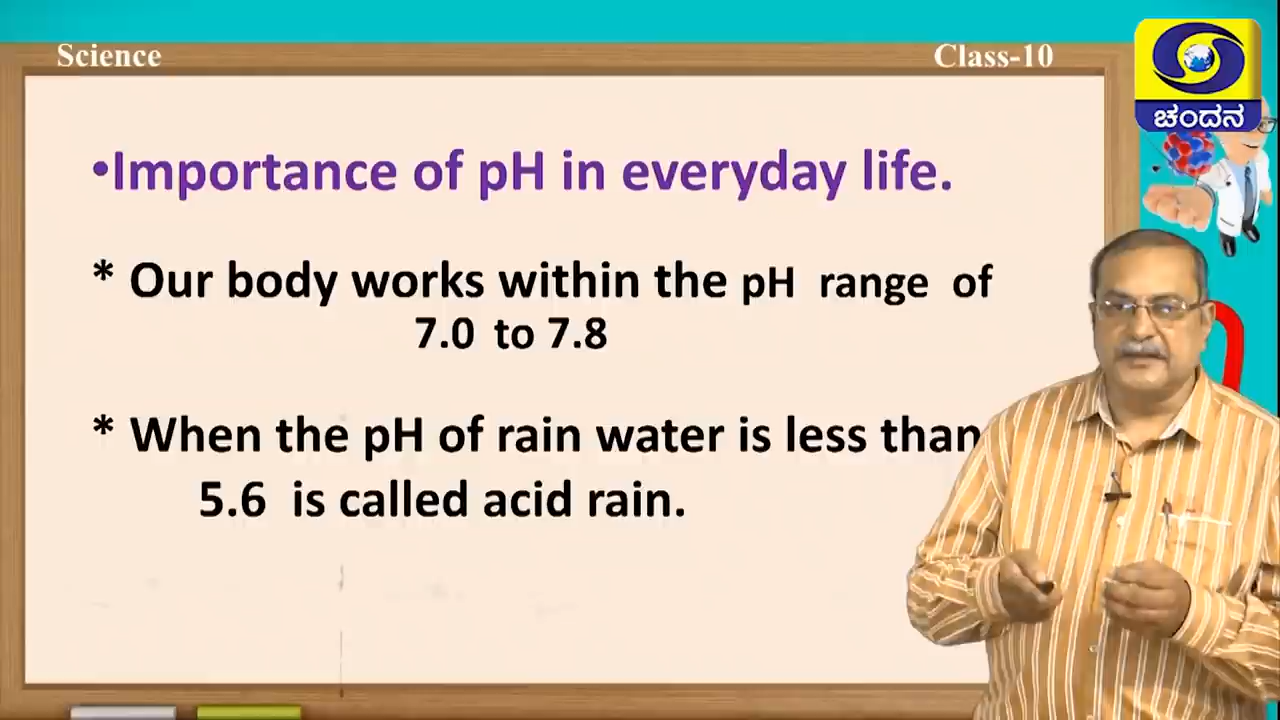 Science
Class-10
ಚಂದನ
•Importance of pH in everyday life.
* Our body works within the pH range of
7.0 to 7.8
* When the pH of rain water is less than
5.6 is called acid rain.